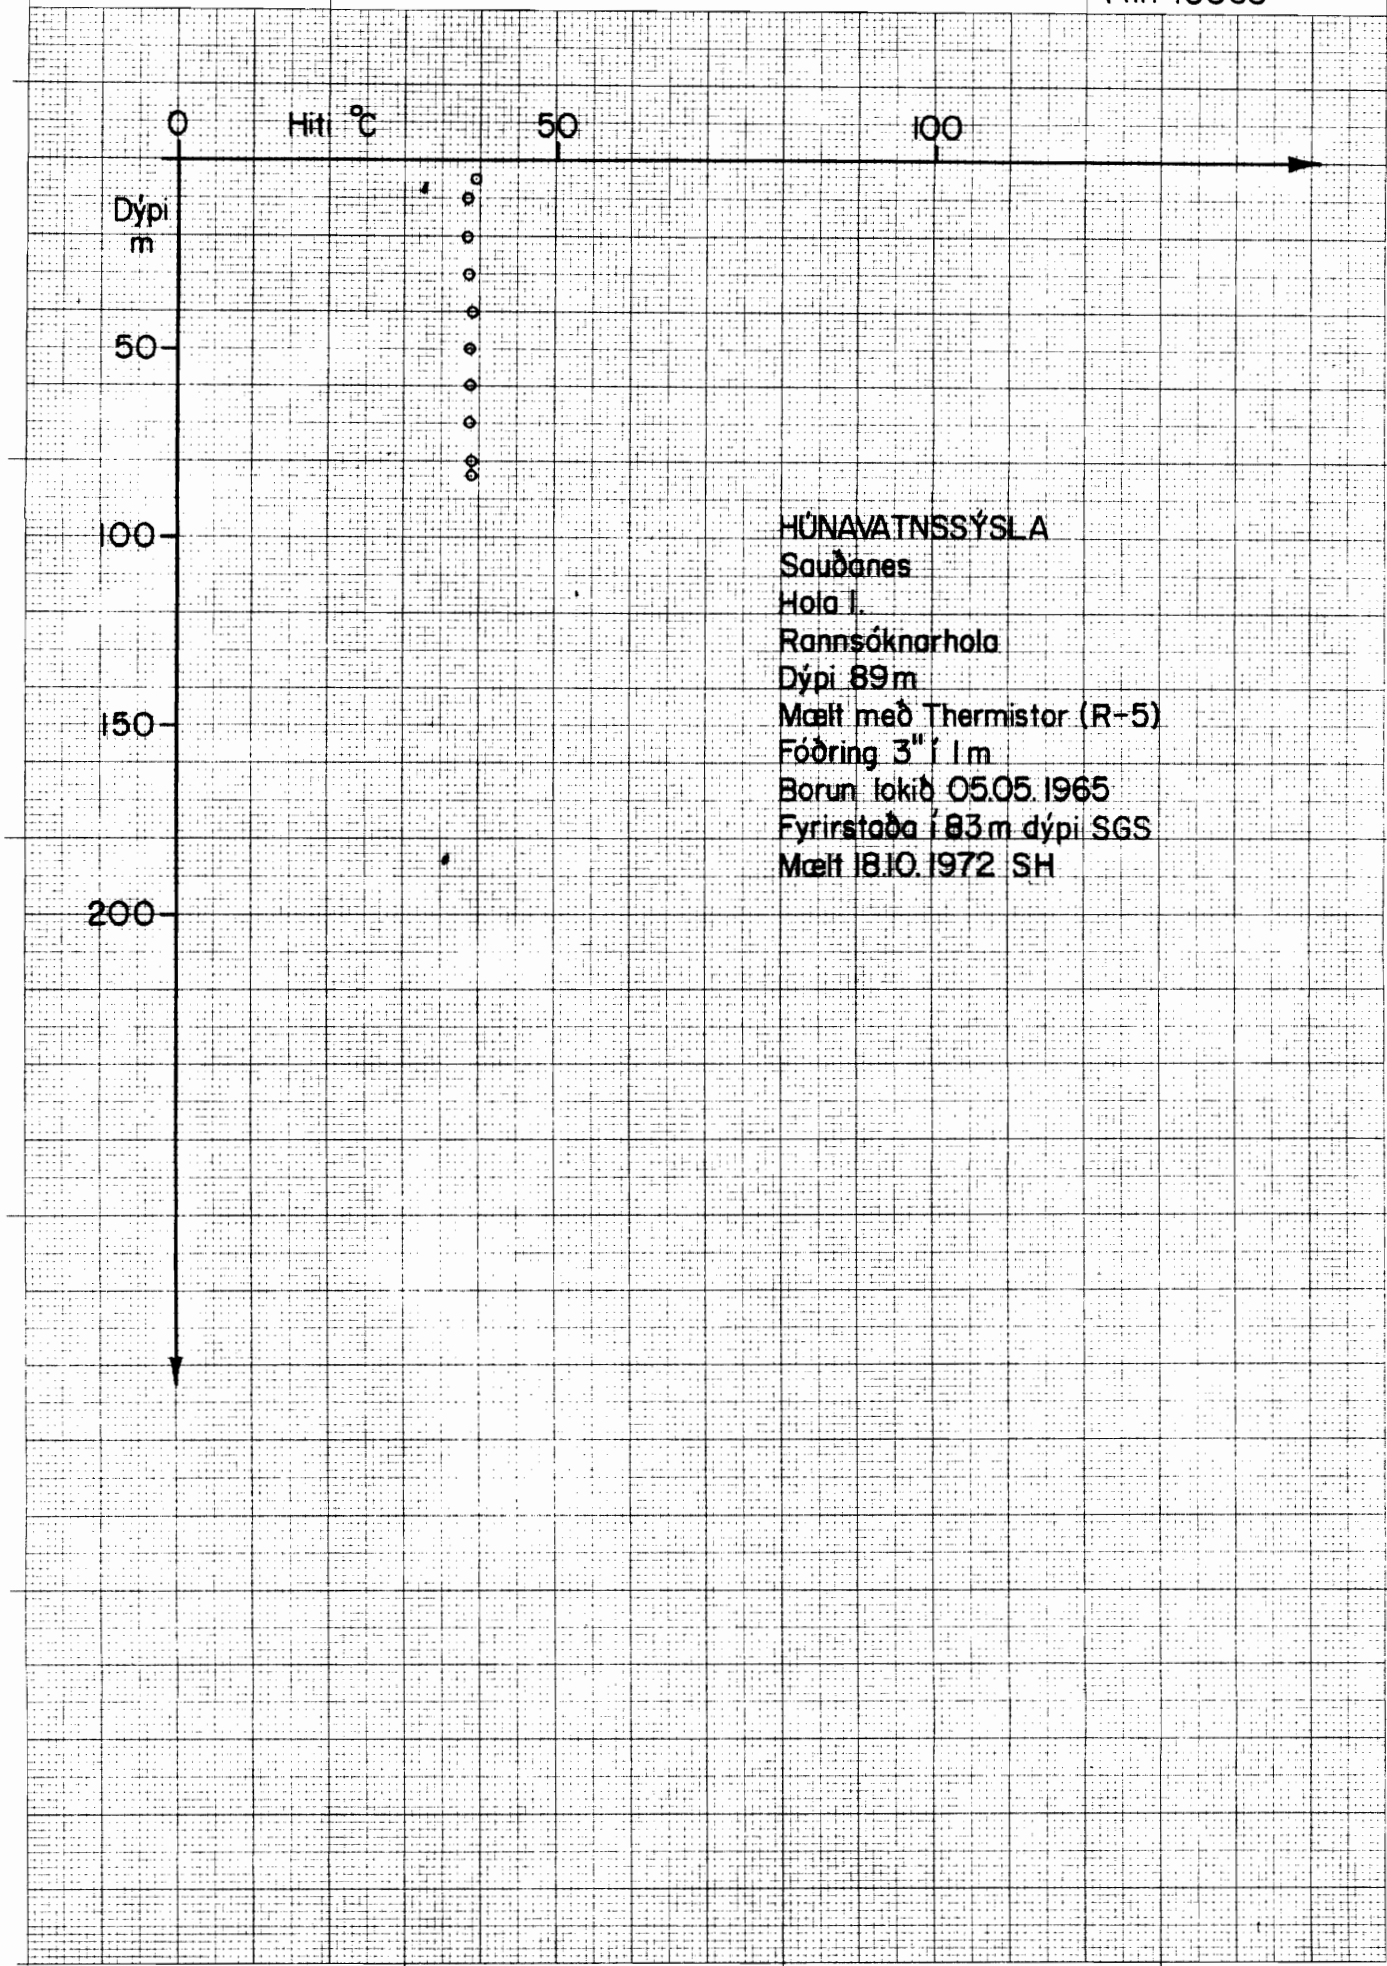 0 Hiti °C 50 100
Dýpi
m
50
100
150
200
HÚNAVATNSSÝSLA
Sauðanes
Hola 1.
Rannsóknarhola
Dýpi 89 m
Mælt með Thermistor (R-5)
Fóðring 3" í 1 m
Borun lokið 05.05.1965
Fyrirstaða í 83 m dýpi SGS
Mælt 18.10.1972 SH